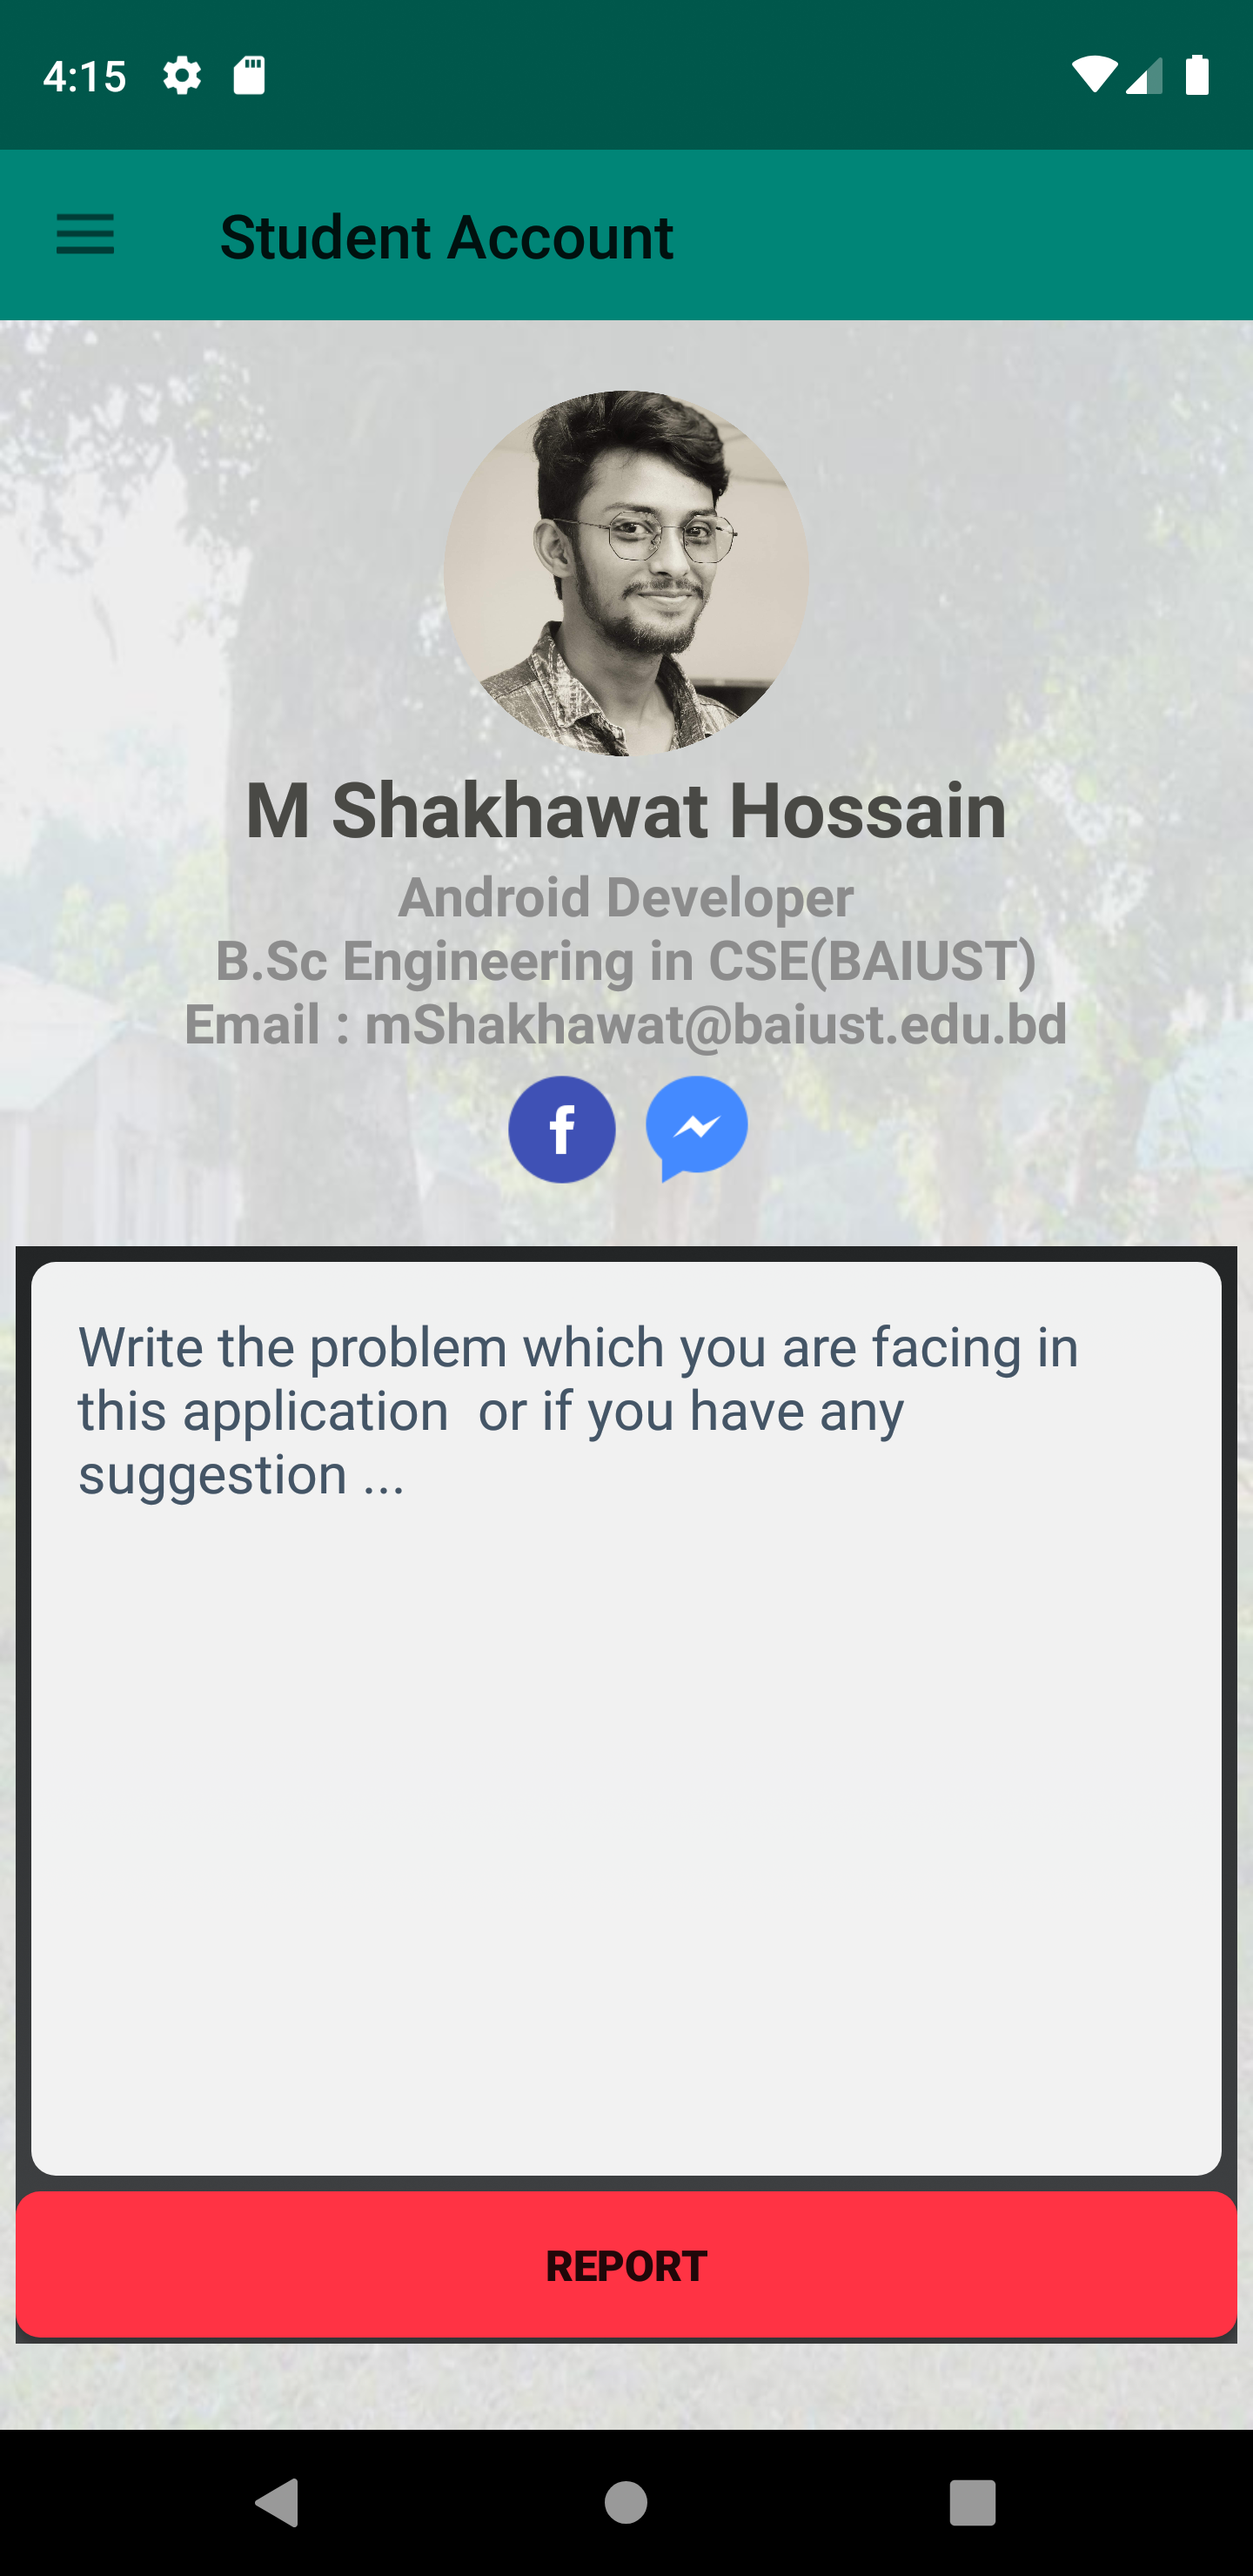 4:15
Student Account
M Shakhawat Hossain
Android Developer
B.Sc Engineering in CSE(BAIUST)
Email : mShakhawat@baiust.edu.bd
Write the problem which you are facing in
this application  or if you have any
suggestion ...
REPORT